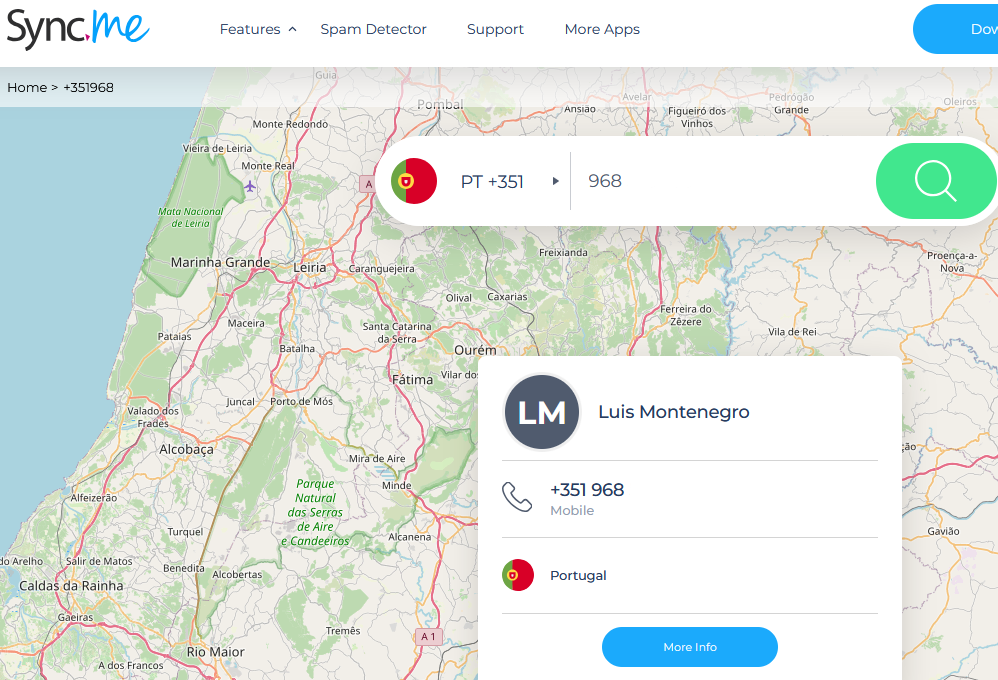 Sync.me
Features
Spam Detector
Support
More Apps
Home > +351968
PT +351
968
Guia
Pombal
Avelar
Ansião
Pedrógão
Grande
Figueiró dos
Vinhos
Oleiros
Monte Redondo
Vieira de Leiria
Monte Real
A
Mata Nacional
de Leiria
Marinha Grande
Leiria
Caranguejeira
Freixianda
Proença-a-
Nova
Olival
Caxarias
Ferreira do
Zêzere
Maceira
Santa Catarina
da Serra
Vila de Rei
Pataias
Batalha
Ourém
Fátima
Vilar dos
Juncal
Porto de Mós
Valado dos
Frades
Alcobaça
Mira de Aire
Minde
Parque
Natural
das Serras
de Aire
e Candeeiros
Alfeizerão
Turquel
Alcanena
Gavião
Salir de Matos
Benedita
Alcobertas
Caldas da Rainha
Gaeiras
Tremês
A 1
Rio Maior
A dos Francos
LM
Luis Montenegro
+351 968
Mobile
Portugal
More Info